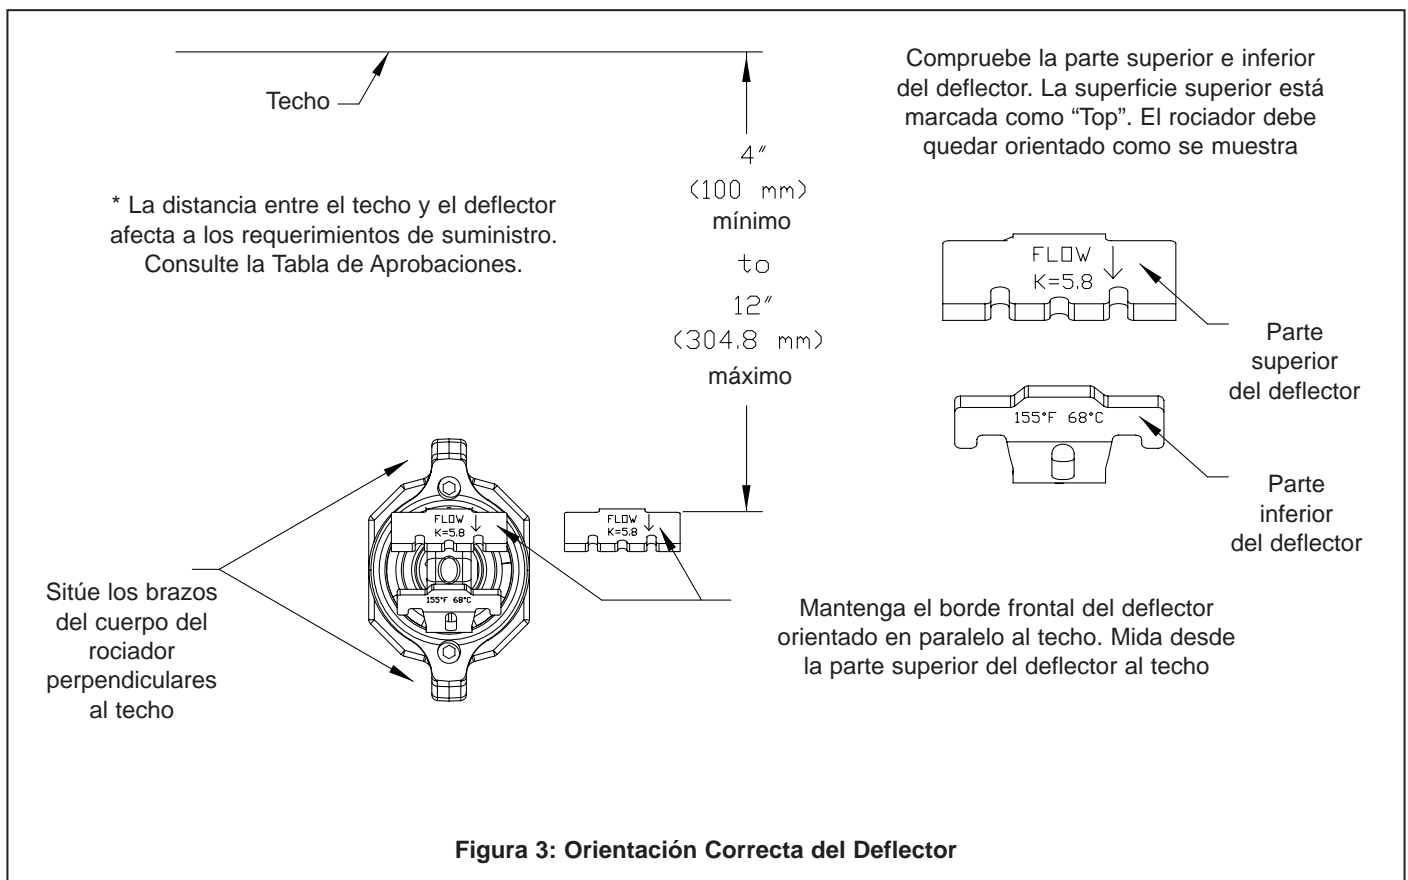 Techo
* La distancia entre el techo y el deflector
afecta a los requerimientos de suministro.
Consulte la Tabla de Aprobaciones.
4"
(100 mm)
mínimo
to
12"
(304.8 mm)
máximo
Compruebe la parte superior e inferior
del deflector. La superficie superior está
marcada como “Top”. El rociador debe
quedar orientado como se muestra
FLOW
K=5.8
Parte
superior
del deflector
155°F 68°C
Parte
inferior
del deflector
FLOW
K=5.8
155°F 68°C
FLOW
K=5.8
Sitúe los brazos
del cuerpo del
rociador
perpendiculares
al techo
Mantenga el borde frontal del deflector
orientado en paralelo al techo. Mida desde
la parte superior del deflector al techo
Figura 3: Orientación Correcta del Deflector